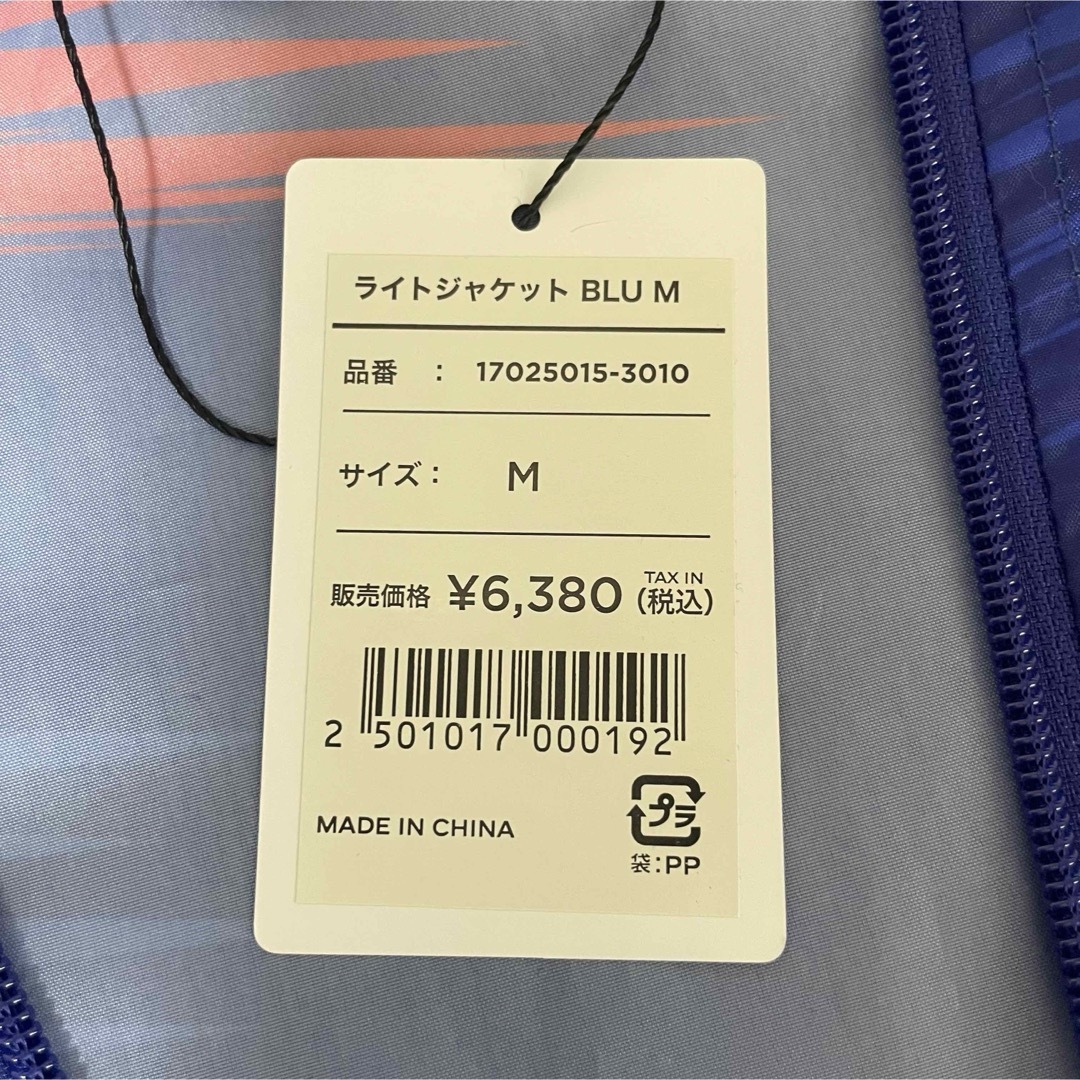 ライトジャケット BLU M
品番 : 17025015-3010
サイズ : M
販売価格 ¥6,380 TAX IN (税込)
2 501017 000192
プラ
MADE IN CHINA
袋:PP